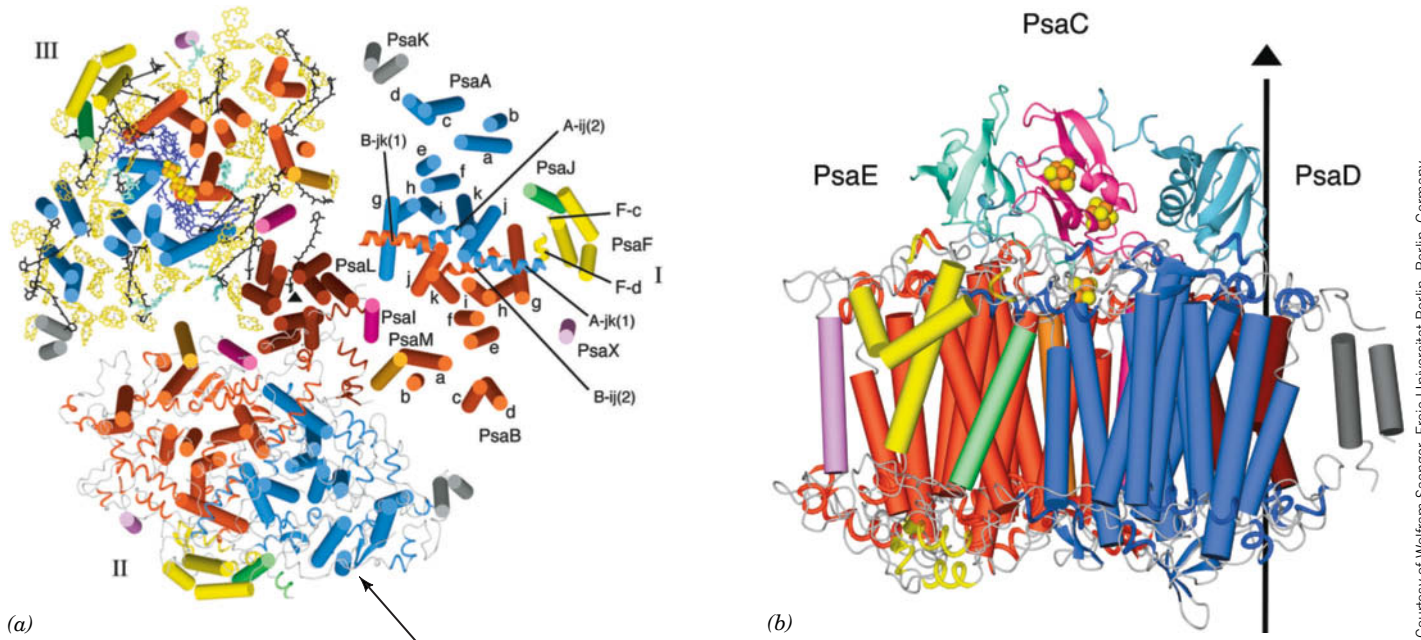 III
PsaK
PsaA
d
c
b
a
B-jk(1)
A-ij(2)
e
f
PsaJ
g
h
i
k
j
F-c
PsaF
I
F-d
PsaL
j
k
i
h
g
A-jk(1)
PsaI
f
PsaX
PsaM
e
a
b
c
d
B-ij(2)
PsaB
II
(a)
PsaC
PsaE
PsaD
(b)
Courtesy of Wolfram Saenger, Freie Universitat Berlin, Berlin, Germany